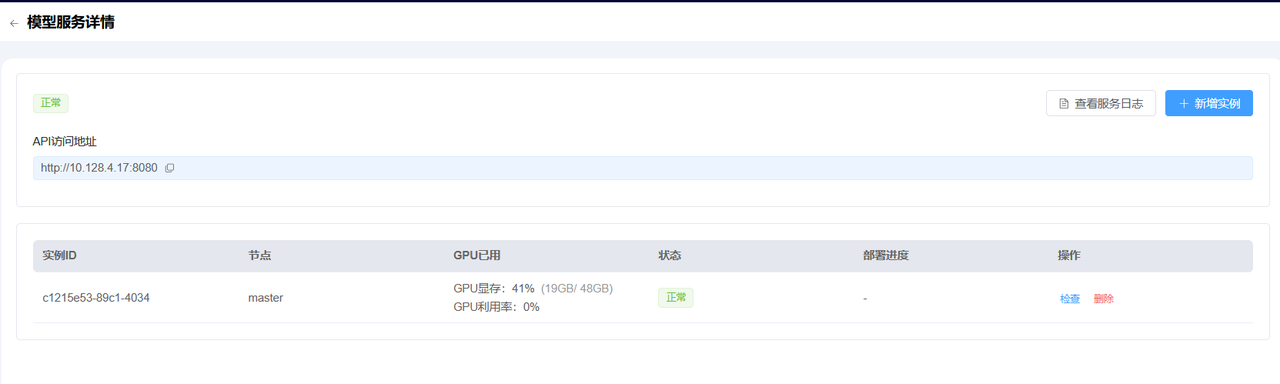 模型服务详情
正常
查看服务日志
新增实例
API访问地址
http://10.128.4.17:8080
实例ID 节点 GPU已用 状态 部署进度 操作
c1215e53-89c1-4034 master GPU显存：41% (19GB/ 48GB) 正常 - 检查 删除
GPU利用率：0%